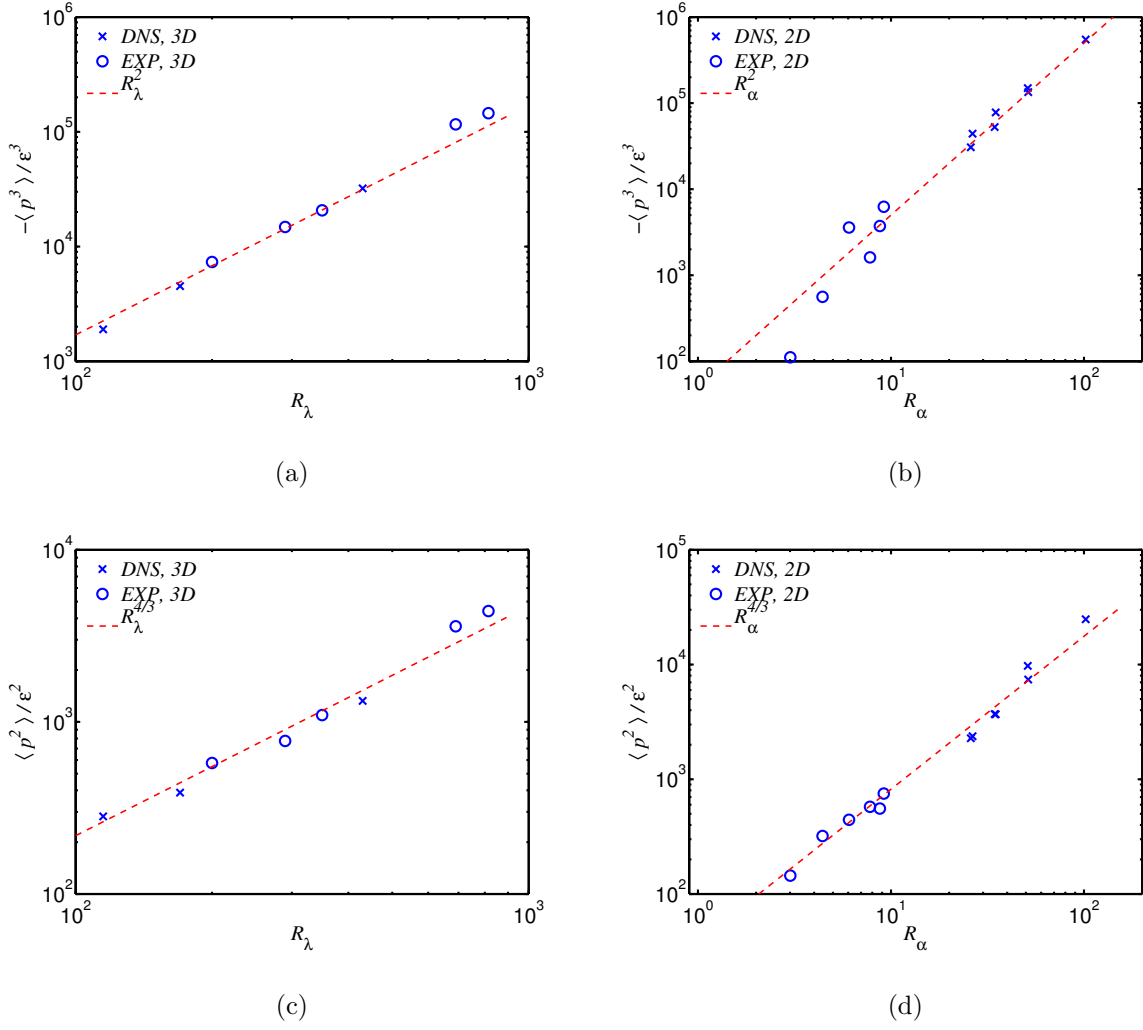 10^6
10^5
10^4
10^3
-⟨ p^3 ⟩ / ε^3
× DNS, 3D
○ EXP, 3D
R_λ^2
10^2
10^3
R_λ
(a)
10^6
10^5
10^4
10^3
10^2
-⟨ p^3 ⟩ / ε^3
× DNS, 2D
○ EXP, 2D
R_α^2
10^0
10^1
10^2
R_α
(b)
10^4
10^3
10^2
⟨ p^2 ⟩ / ε^2
× DNS, 3D
○ EXP, 3D
R_λ^{4/3}
10^2
10^3
R_λ
(c)
10^5
10^4
10^3
10^2
⟨ p^2 ⟩ / ε^2
× DNS, 2D
○ EXP, 2D
R_α^{4/3}
10^0
10^1
10^2
R_α
(d)